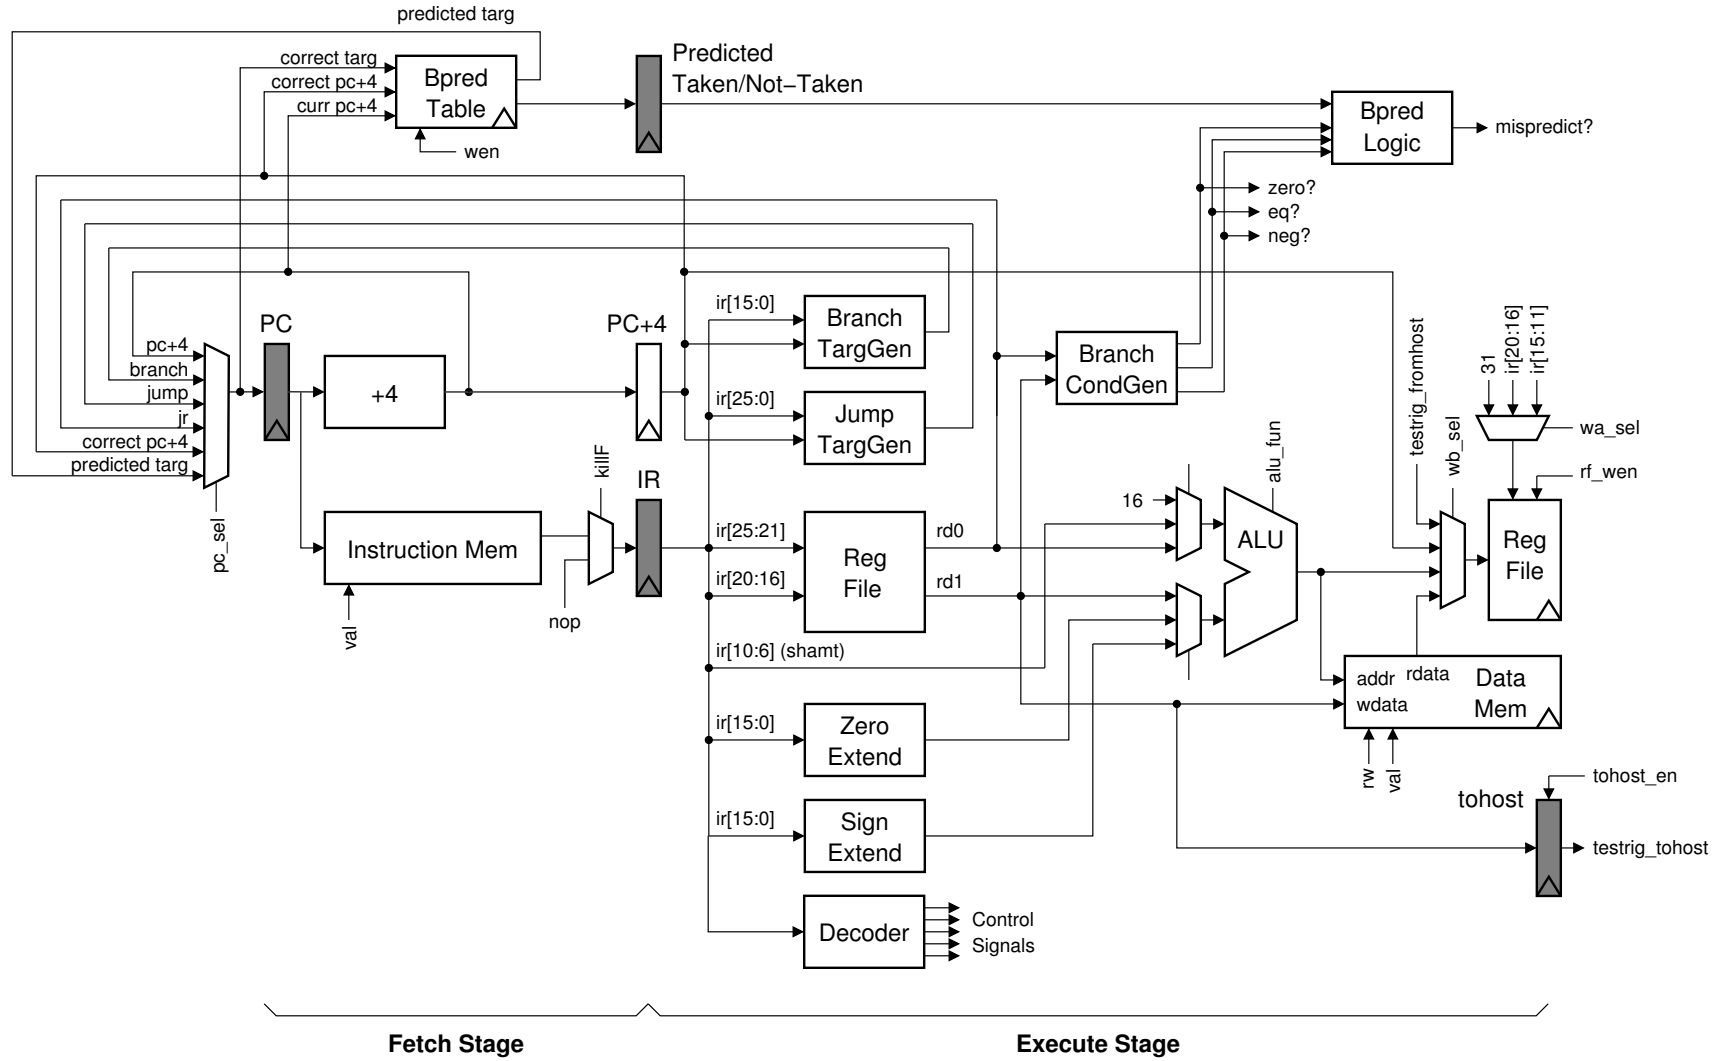 predicted targ
correct targ
correct pc+4
curr pc+4
Bpred
Table
wen
Predicted
Taken/Not−Taken
Bpred
Logic
mispredict?
zero?
eq?
neg?
pc+4
branch
jump
jr
correct pc+4
predicted targ
pc_sel
PC
+4
PC+4
Instruction Mem
val
nop
killF
IR
ir[15:0]
Branch
TargGen
ir[25:0]
Jump
TargGen
ir[25:21]
ir[20:16]
Reg
File
rd0
rd1
ir[10:6] (shamt)
ir[15:0]
Zero
Extend
ir[15:0]
Sign
Extend
Decoder
Control
Signals
Branch
CondGen
16
alu_fun
ALU
testrig_fromhost
wb_sel
31
ir[20:16]
ir[15:11]
wa_sel
rf_wen
Reg
File
addr
wdata
rdata
Data
Mem
rw
val
tohost_en
tohost
testrig_tohost
Fetch Stage
Execute Stage